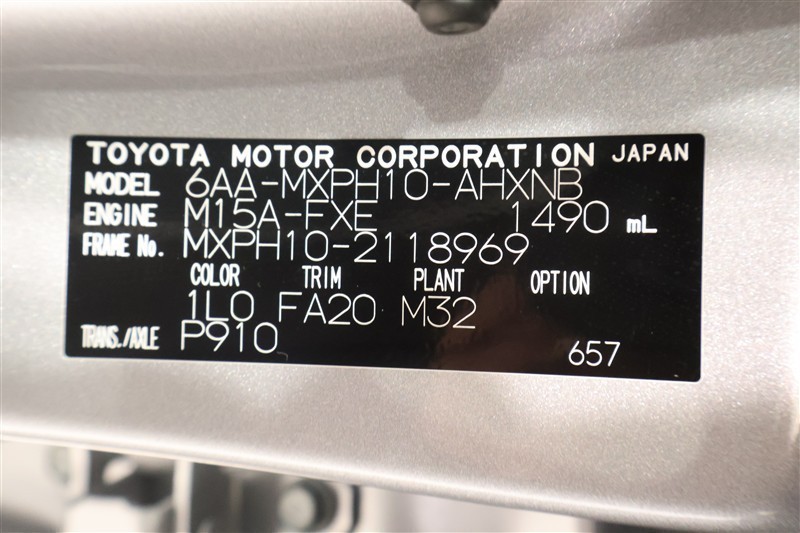 TOYOTA MOTOR CORPORATION JAPAN
MODEL 6AA-MXPH10-AHXNB
ENGINE M15A-FXE 1490 mL
FRAME No. MXPH10-2118969
COLOR TRIM PLANT OPTION
1L0 FA20 M32
TRANS./AXLE P910
657